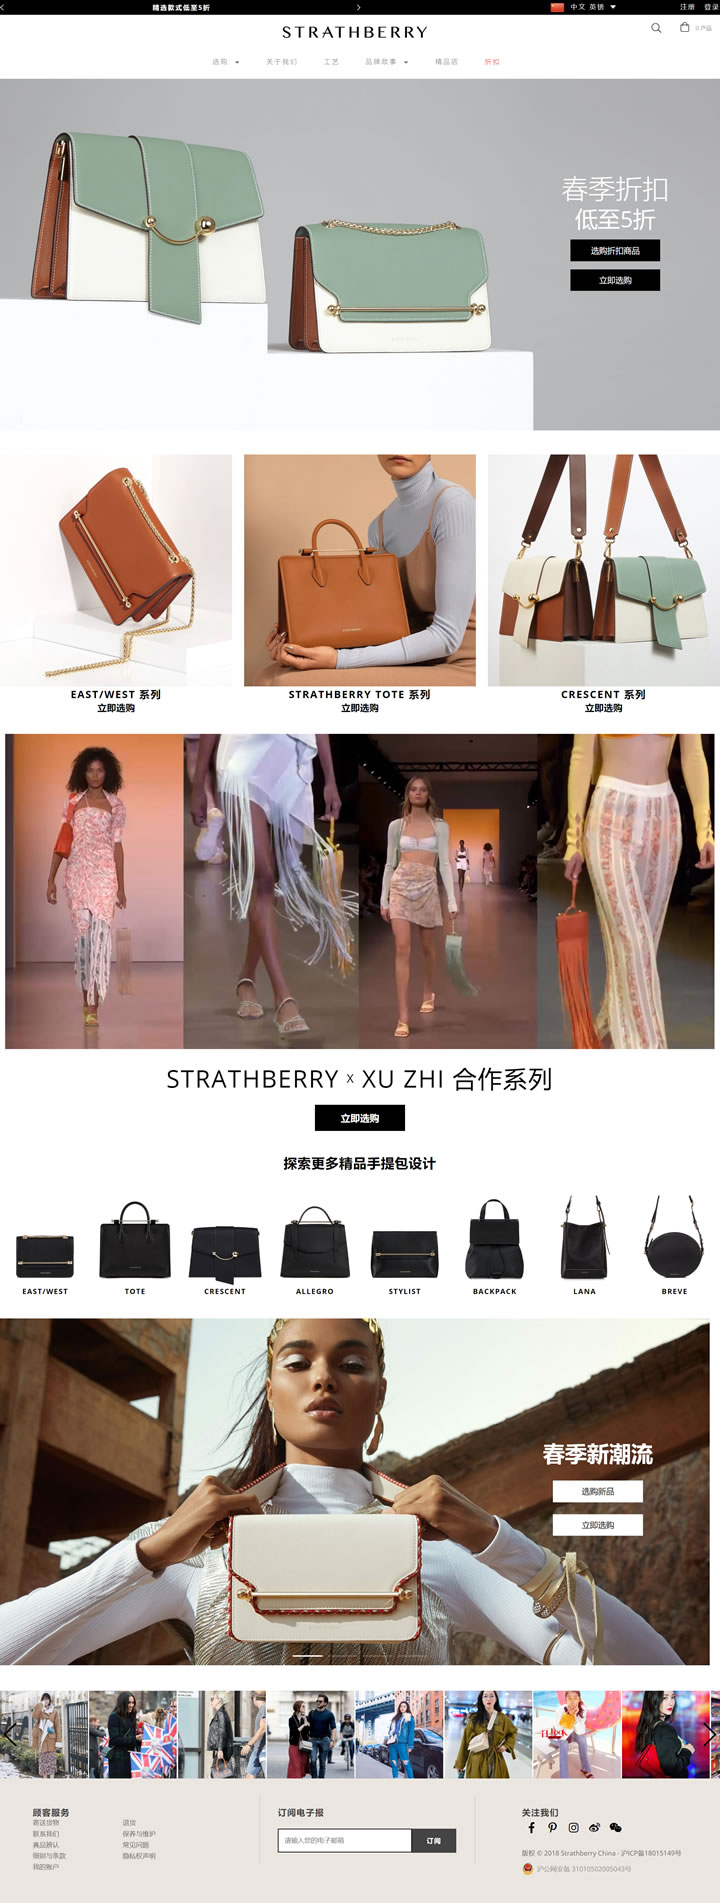 精选款式低至5折
中文 英镑
注册 登录
STRATHBERRY
0 产品
选购 关于我们 工艺 品牌故事 精品店 折扣
春季折扣
低至5折
选购折扣商品
立即选购
EAST/WEST 系列
立即选购
STRATHBERRY TOTE 系列
立即选购
CRESCENT 系列
立即选购
STRATHBERRY X XU ZHI 合作系列
立即选购
探索更多精品手提包设计
EAST/WEST TOTE CRESCENT ALLEGRO STYLIST BACKPACK LANA BREVE
春季新潮流
选购新品
立即选购
顾客服务
寄送货物
联系我们
真品辨认
细则与条款
我的账户
退货
保养与维护
常见问题
隐私权声明
订阅电子报
请输入您的电子邮箱
订阅
关注我们
版权 © 2018 Strathberry China - 沪ICP备18015149号
沪公网安备 31010502005043号